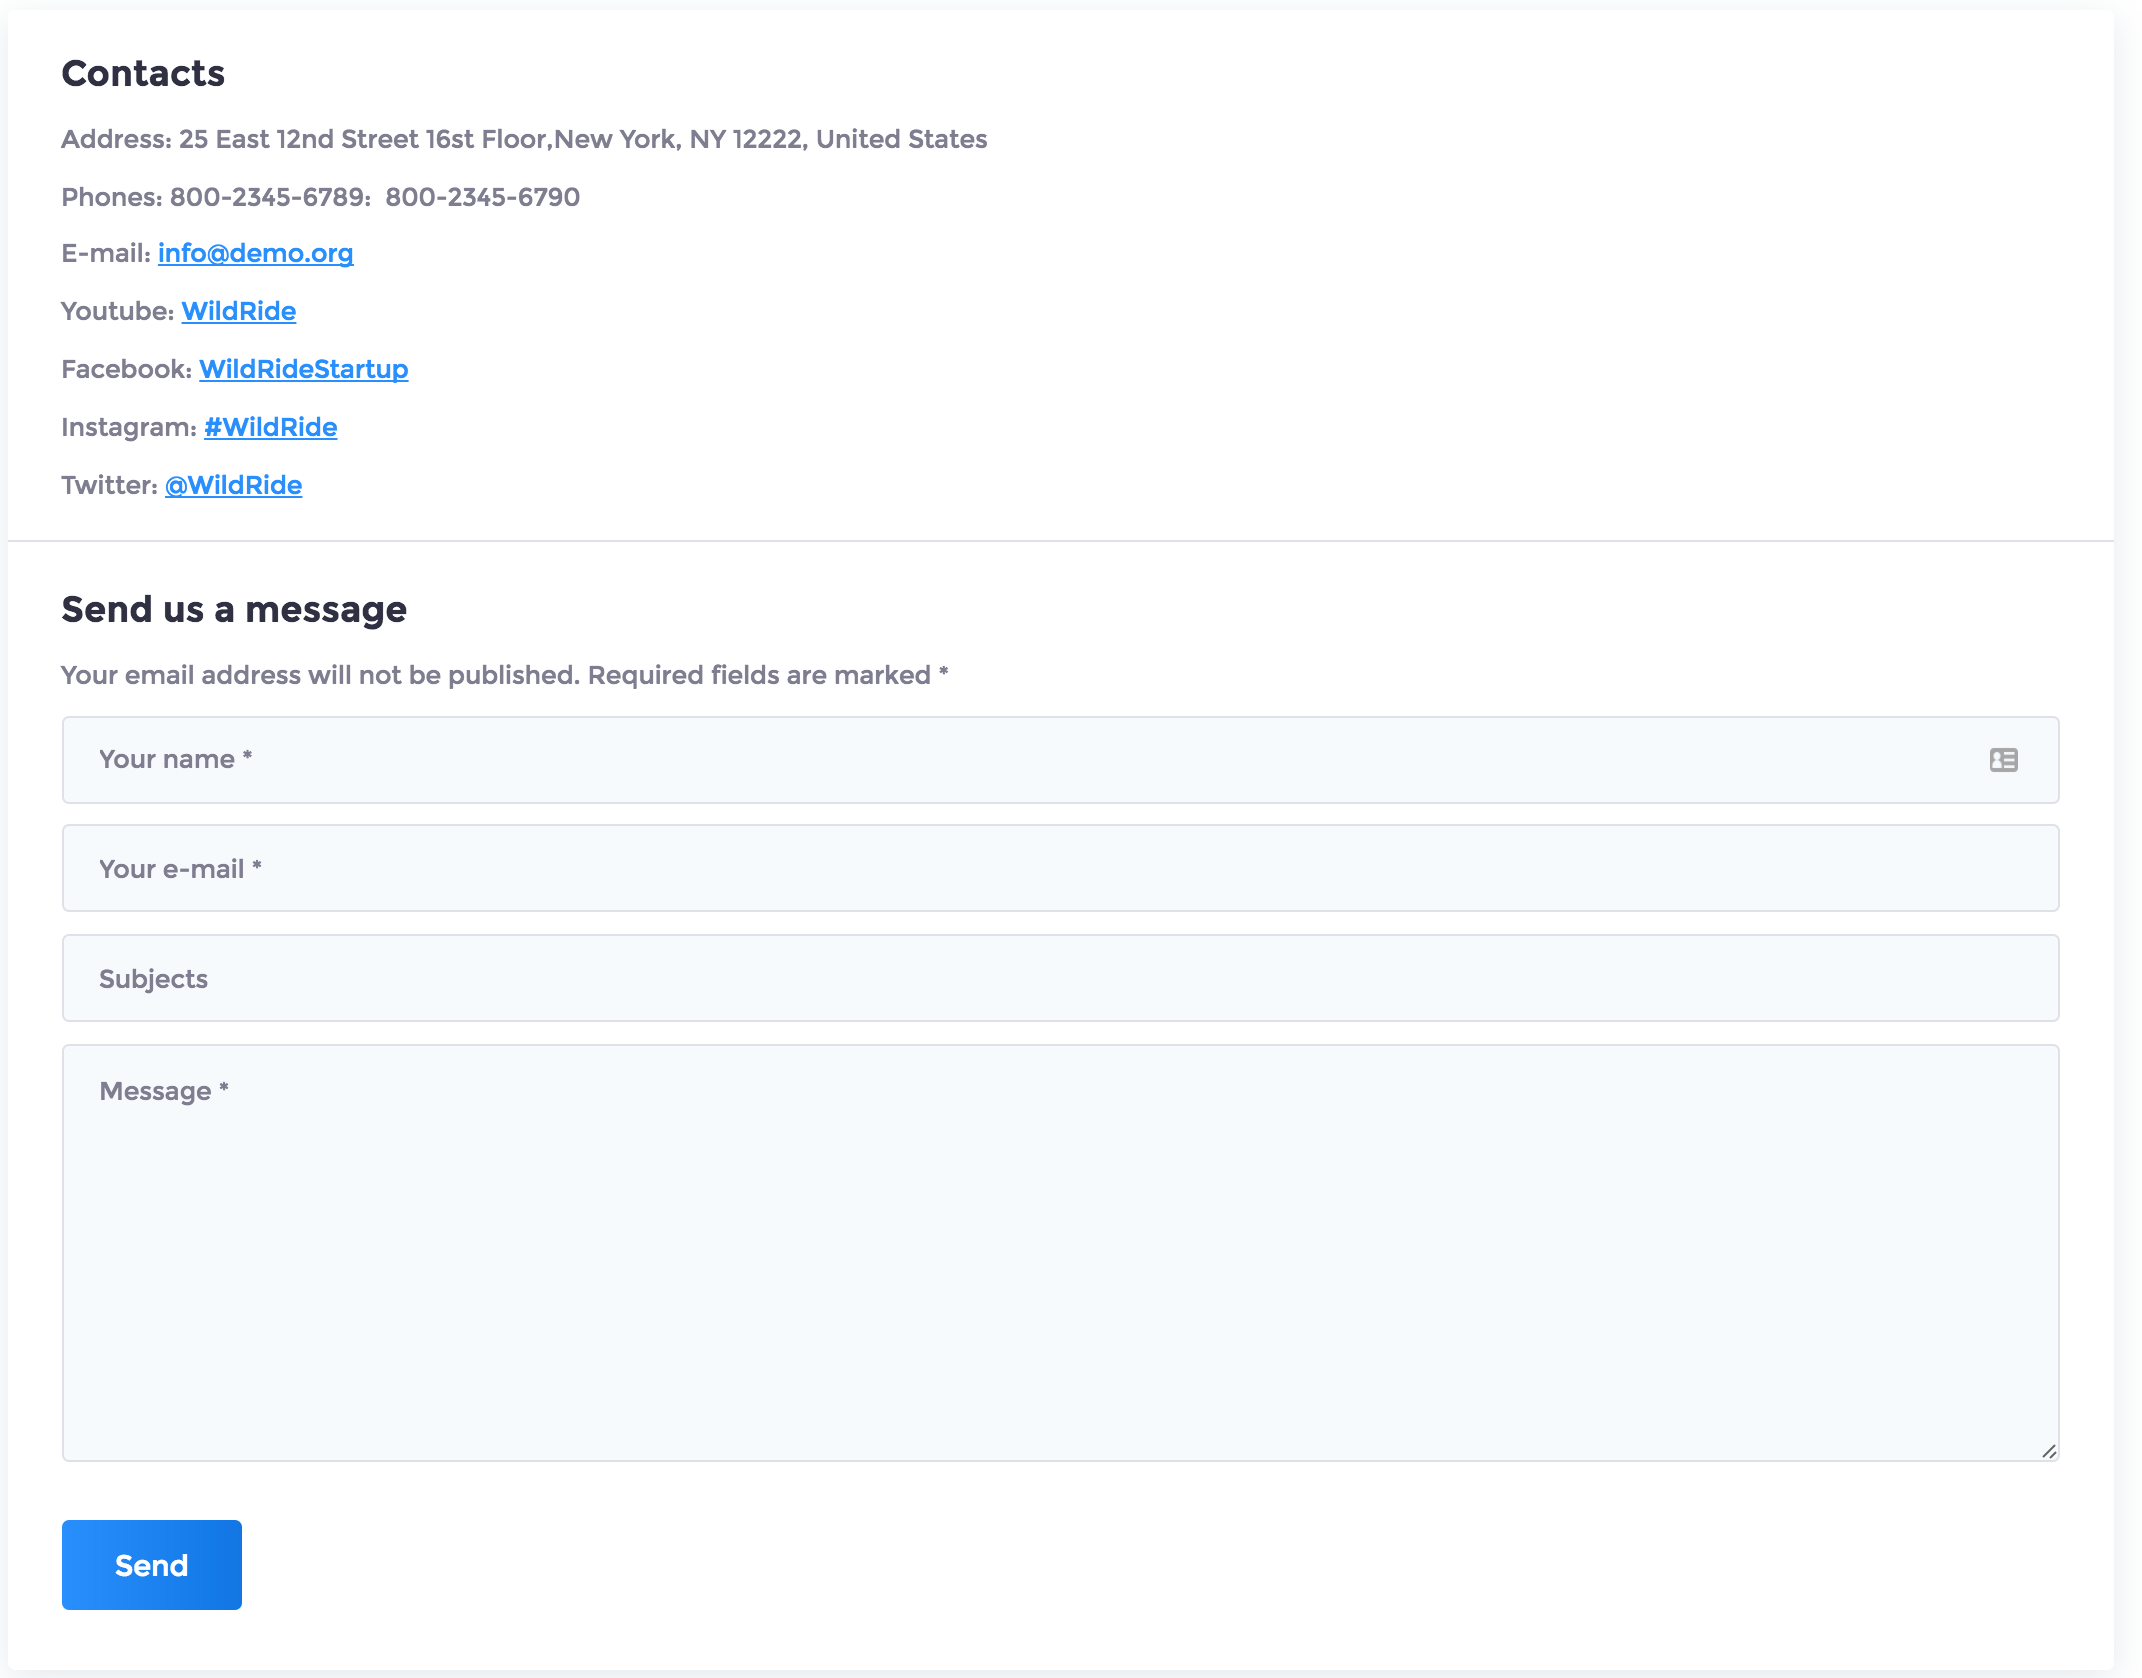 Contacts
Address: 25 East 12nd Street 16st Floor,New York, NY 12222, United States
Phones: 800-2345-6789:  800-2345-6790
E-mail: info@demo.org
Youtube: WildRide
Facebook: WildRideStartup
Instagram: #WildRide
Twitter: @WildRide
Send us a message
Your email address will not be published. Required fields are marked *
Your name *
Your e-mail *
Subjects
Message *
Send